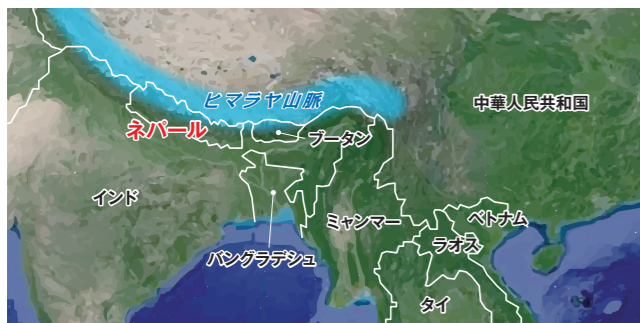 ヒマラヤ山脈
中華人民共和国
ネパール
ブータン
インド
ミャンマー
ベトナム
ラオス
バングラデシュ
タイ